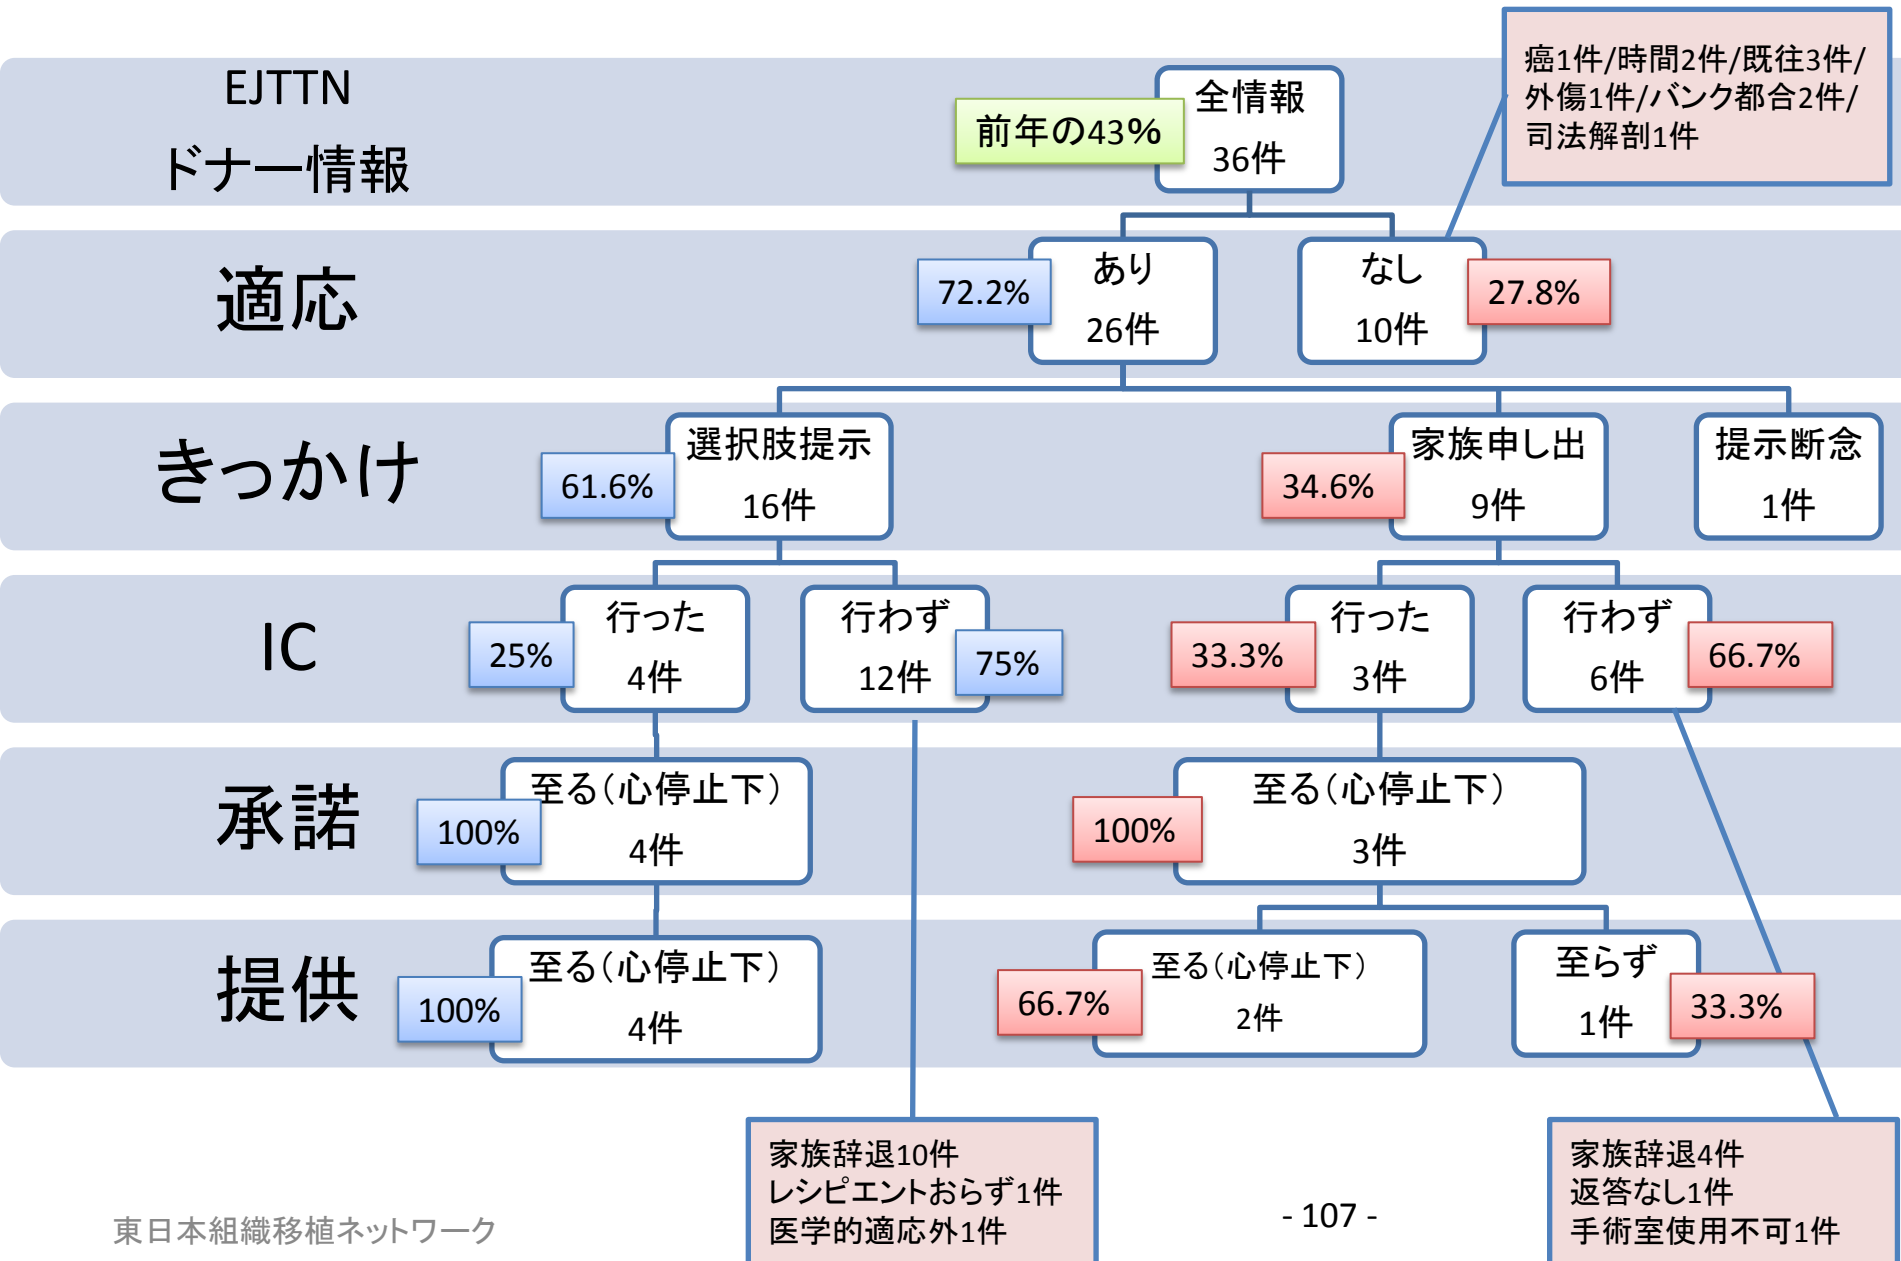 EJTTN
ドナー情報
前年の43%
全情報
36件
癌1件/時間2件/既往3件/
外傷1件/バンク都合2件/
司法解剖1件
適応
72.2%
あり
26件
なし
10件
27.8%
きっかけ
61.6%
選択肢提示
16件
34.6%
家族申し出
9件
提示断念
1件
IC
25%
行った
4件
行わず
12件
75%
33.3%
行った
3件
行わず
6件
66.7%
承諾
100%
至る(心停止下)
4件
100%
至る(心停止下)
3件
提供
100%
至る(心停止下)
4件
66.7%
至る(心停止下)
2件
至らず
1件
33.3%
家族辞退10件
レシピエントおらず1件
医学的適応外1件
家族辞退4件
返答なし1件
手術室使用不可1件
東日本組織移植ネットワーク
- 107 -